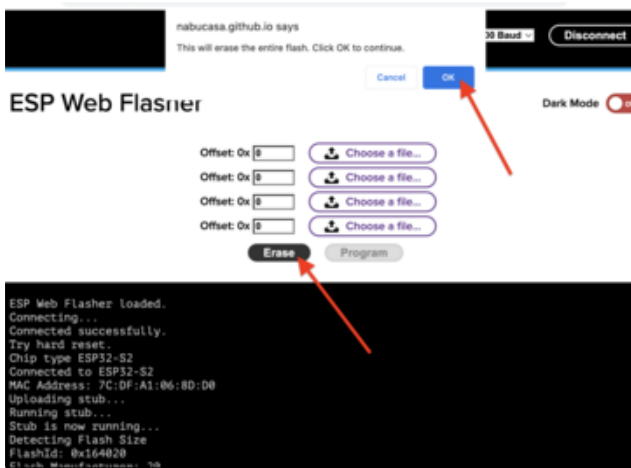 nabucasa.github.io says
This will erase the entire flash. Click OK to continue.
Cancel
OK
Baud
Disconnect
ESP Web Flasher
Dark Mode
Offset: 0x 0
Choose a file...
Offset: 0x 0
Choose a file...
Offset: 0x 0
Choose a file...
Offset: 0x 0
Choose a file...
Erase
Program
ESP Web Flasher loaded.
Connecting...
Connected successfully.
Try hard reset.
Chip type ESP32-S2
Connected to ESP32-S2
MAC Address: 7C:DF:A1:06:8D:D0
Uploading stub...
Running stub...
Stub is now running...
Detecting Flash Size
FlashId: 0x164020